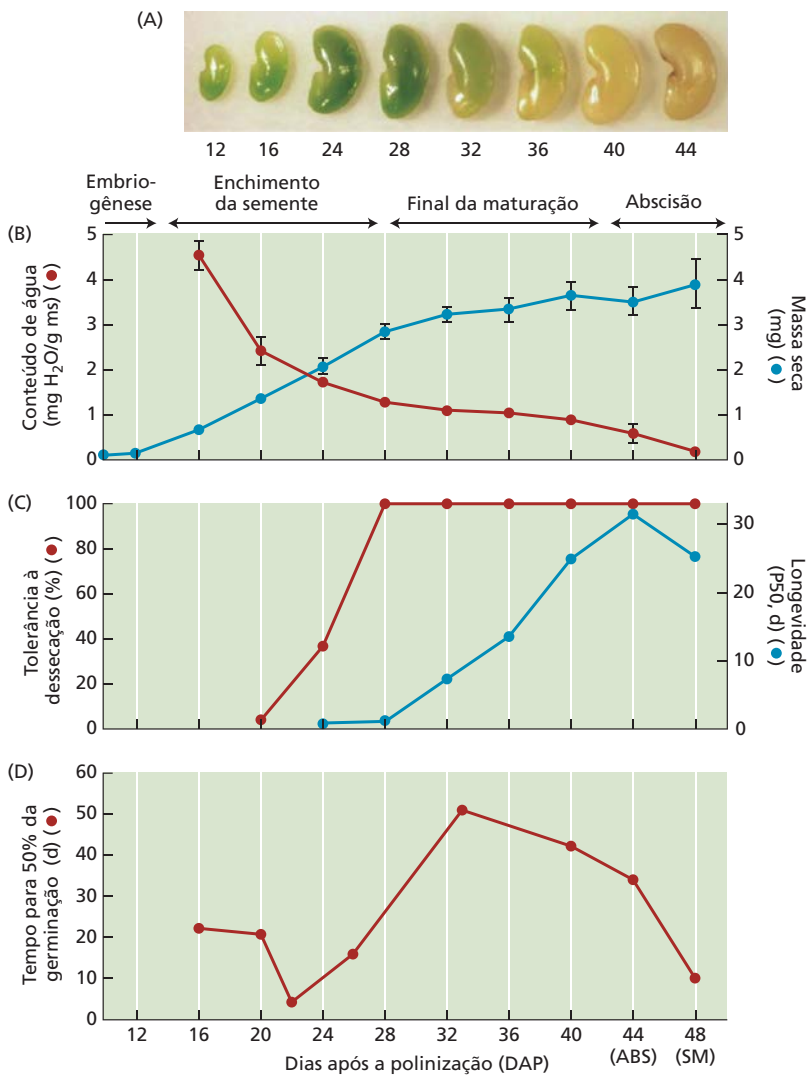 (A)
12 16 24 28 32 36 40 44
Embrio-
gênese
Enchimento
da semente
Final da maturação
Abscisão
(B)
Conteúdo de água
(mg H₂O/g ms) (●)
5
4
3
2
1
0
5
4
3
2
1
0
Massa seca
(mg) (●)
(C)
Tolerância à
dessecação (%) (●)
100
80
60
40
20
0
30
20
10
0
Longevidade
(P50, d) (●)
(D)
Tempo para 50% da
germinação (d) (●)
60
50
40
30
20
10
0
12 16 20 24 28 32 36 40 44 48
(ABS) (SM)
Dias após a polinização (DAP)